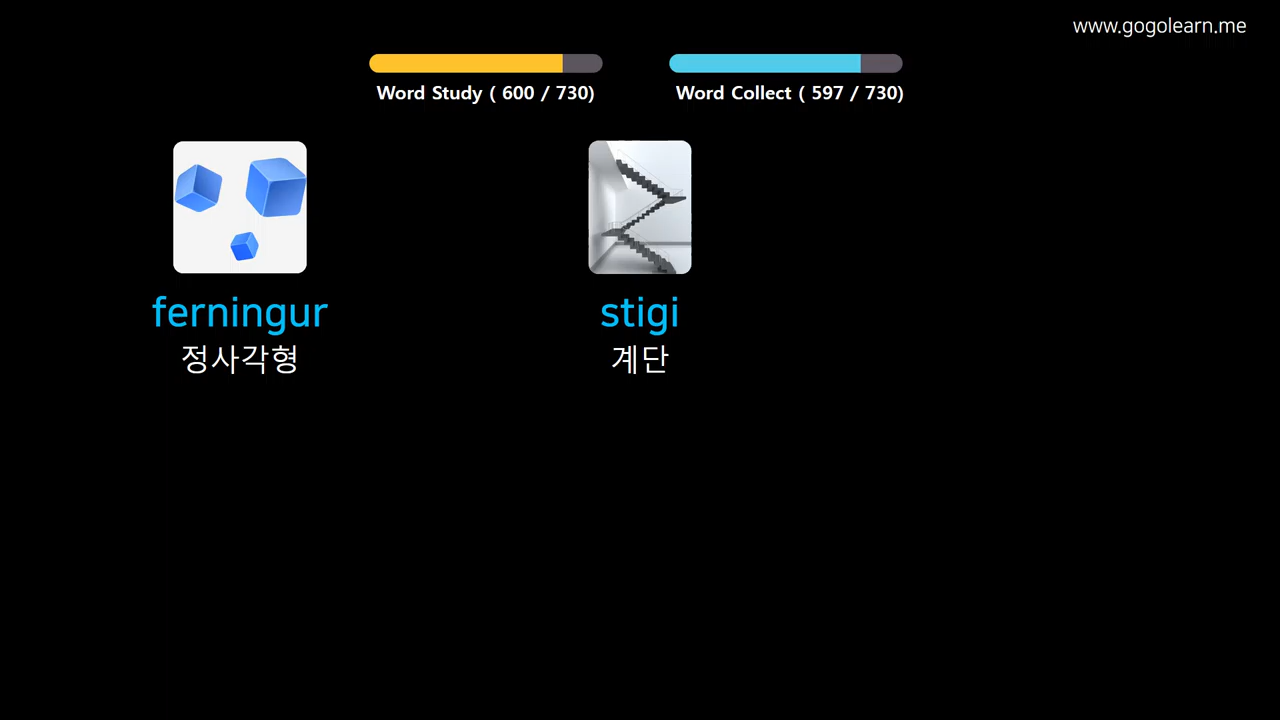 www.gogolearn.me
Word Study ( 600 / 730)
Word Collect ( 597 / 730)
ferningur
정사각형
stigi
계단